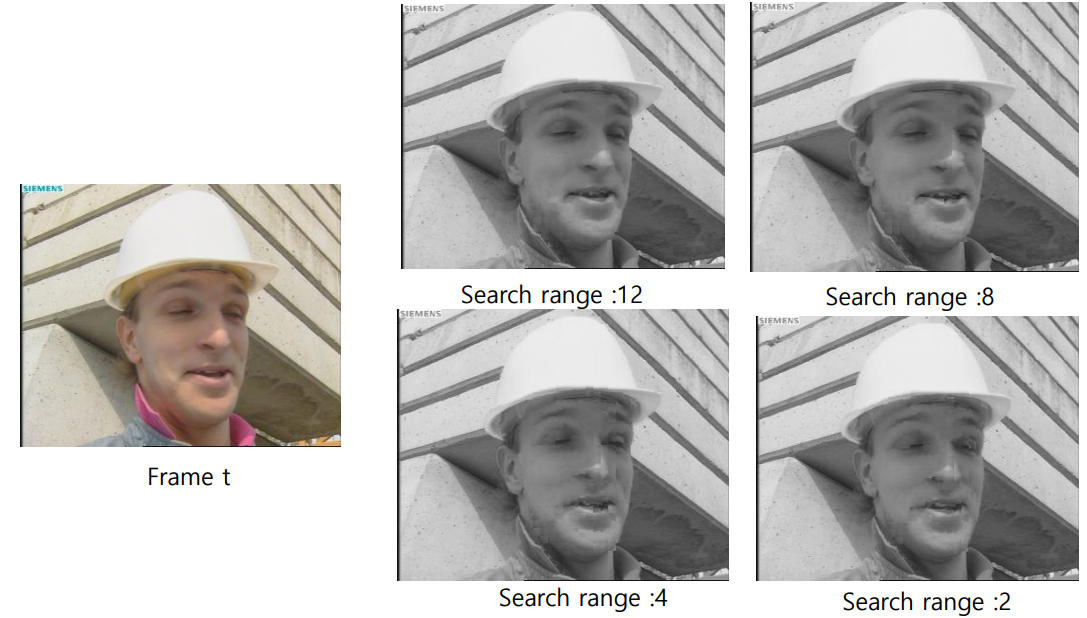 SIEMENS
SIEMENS
Search range :12
Search range :8
SIEMENS
Frame t
SIEMENS
SIEMENS
Search range :4
Search range :2